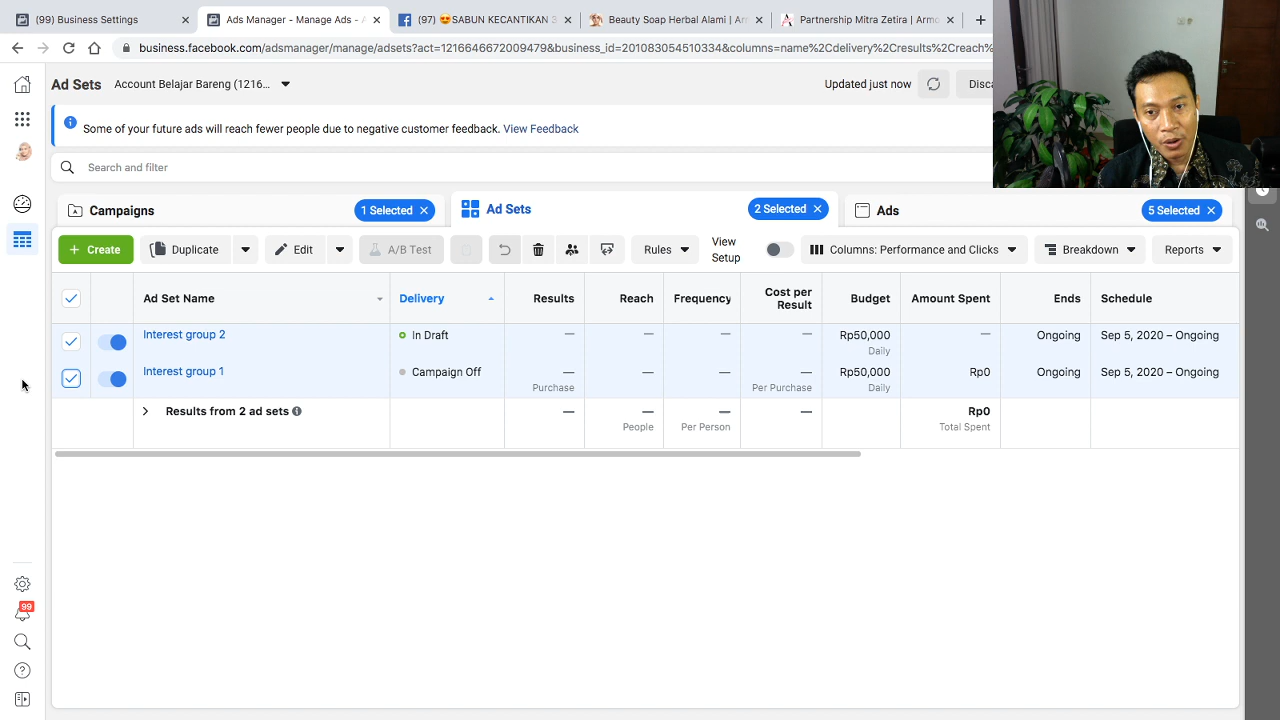 (99) Business Settings
Ads Manager - Manage Ads - A
(97) 😍SABUN KECANTIKAN 3
Beauty Soap Herbal Alami | Arm
Partnership Mitra Zetira | Armo
business.facebook.com/adsmanager/manage/adsets?act=1216646672009479&business_id=201083054510334&columns=name%2Cdelivery%2Cresults%2Creach%
Ad Sets
Account Belajar Bareng (1216...
Updated just now
Disca
Some of your future ads will reach fewer people due to negative customer feedback. View Feedback
Search and filter
Campaigns
1 Selected
Ad Sets
2 Selected
Ads
5 Selected
+ Create
Duplicate
Edit
A/B Test
Rules
View
Setup
Columns: Performance and Clicks
Breakdown
Reports
Ad Set Name
Delivery
Results
Reach
Frequency
Cost per
Result
Budget
Amount Spent
Ends
Schedule
Interest group 2
In Draft
—
—
—
—
Rp50,000
Daily
—
Ongoing
Sep 5, 2020 – Ongoing
Interest group 1
Campaign Off
—
Purchase
—
—
—
Per Purchase
Rp50,000
Daily
Rp0
Ongoing
Sep 5, 2020 – Ongoing
Results from 2 ad sets
—
—
People
—
Per Person
—
Rp0
Total Spent
99